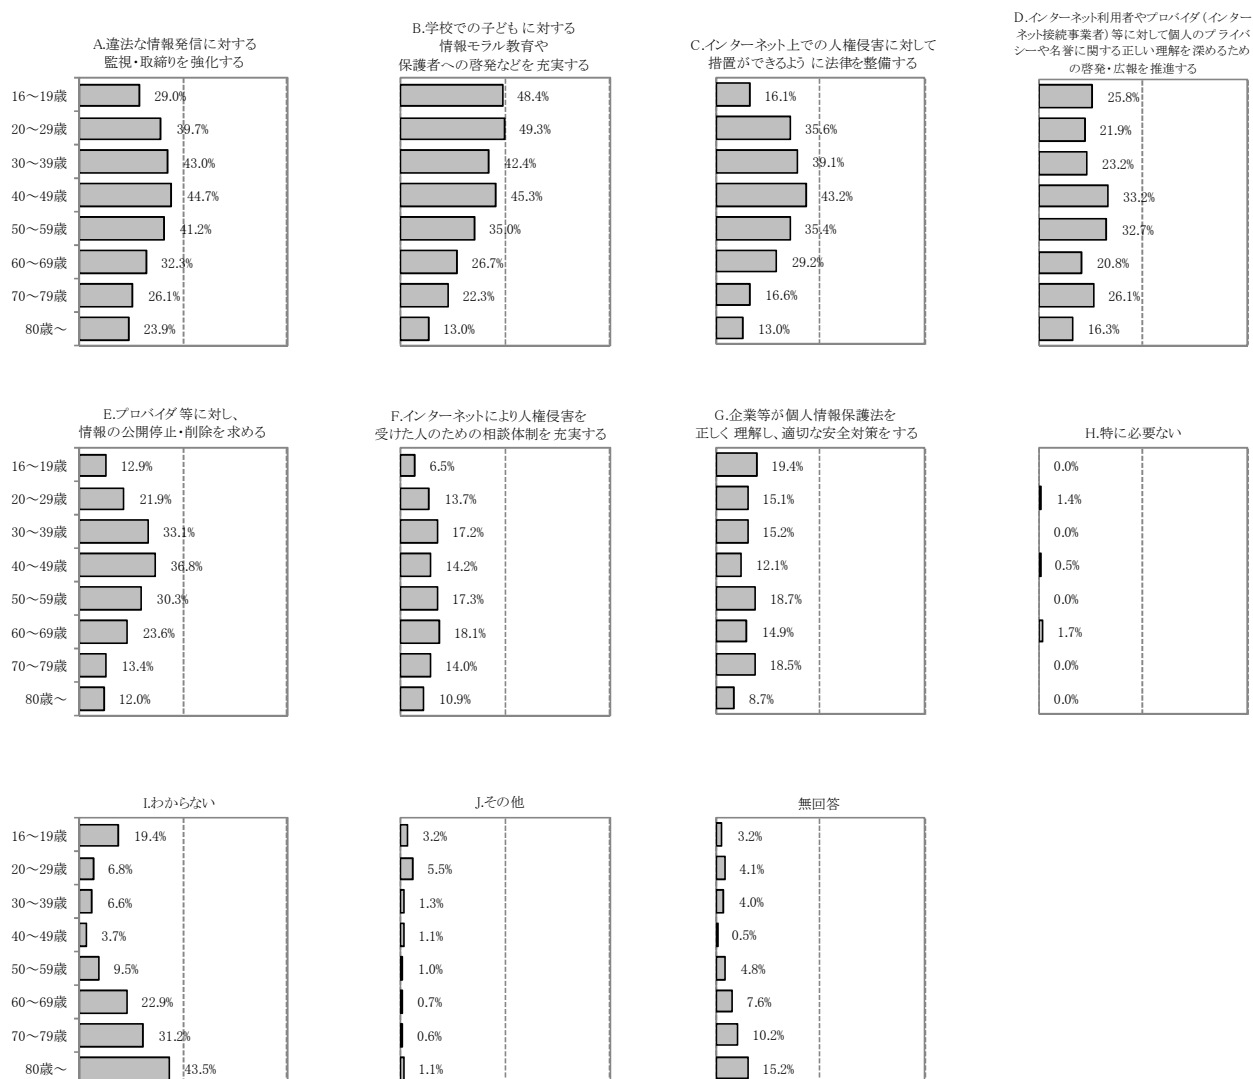 A.違法な情報発信に対する
監視・取締りを強化する
16～19歳 29.0%
20～29歳 39.7%
30～39歳 43.0%
40～49歳 44.7%
50～59歳 41.2%
60～69歳 32.3%
70～79歳 26.1%
80歳～ 23.9%
B.学校での子どもに対する
情報モラル教育や
保護者への啓発などを充実する
48.4%
49.3%
42.4%
45.3%
35.0%
26.7%
22.3%
13.0%
C.インターネット上での人権侵害に対して
措置ができるように法律を整備する
16.1%
35.6%
39.1%
43.2%
35.4%
29.2%
16.6%
13.0%
D.インターネット利用者やプロバイダ(インター
ネット接続事業者)等に対して個人のプライバ
シーや名誉に関する正しい理解を深めるため
の啓発・広報を推進する
25.8%
21.9%
23.2%
33.2%
32.7%
20.8%
26.1%
16.3%
E.プロバイダ等に対し、
情報の公開停止・削除を求める
16～19歳 12.9%
20～29歳 21.9%
30～39歳 33.1%
40～49歳 36.8%
50～59歳 30.3%
60～69歳 23.6%
70～79歳 13.4%
80歳～ 12.0%
F.インターネットにより人権侵害を
受けた人のための相談体制を充実する
6.5%
13.7%
17.2%
14.2%
17.3%
18.1%
14.0%
10.9%
G.企業等が個人情報保護法を
正しく理解し、適切な安全対策をする
19.4%
15.1%
15.2%
12.1%
18.7%
14.9%
18.5%
8.7%
H.特に必要ない
0.0%
1.4%
0.0%
0.5%
0.0%
1.7%
0.0%
0.0%
I.わからない
16～19歳 19.4%
20～29歳 6.8%
30～39歳 6.6%
40～49歳 3.7%
50～59歳 9.5%
60～69歳 22.9%
70～79歳 31.2%
80歳～ 43.5%
J.その他
3.2%
5.5%
1.3%
1.1%
1.0%
0.7%
0.6%
1.1%
無回答
3.2%
4.1%
4.0%
0.5%
4.8%
7.6%
10.2%
15.2%